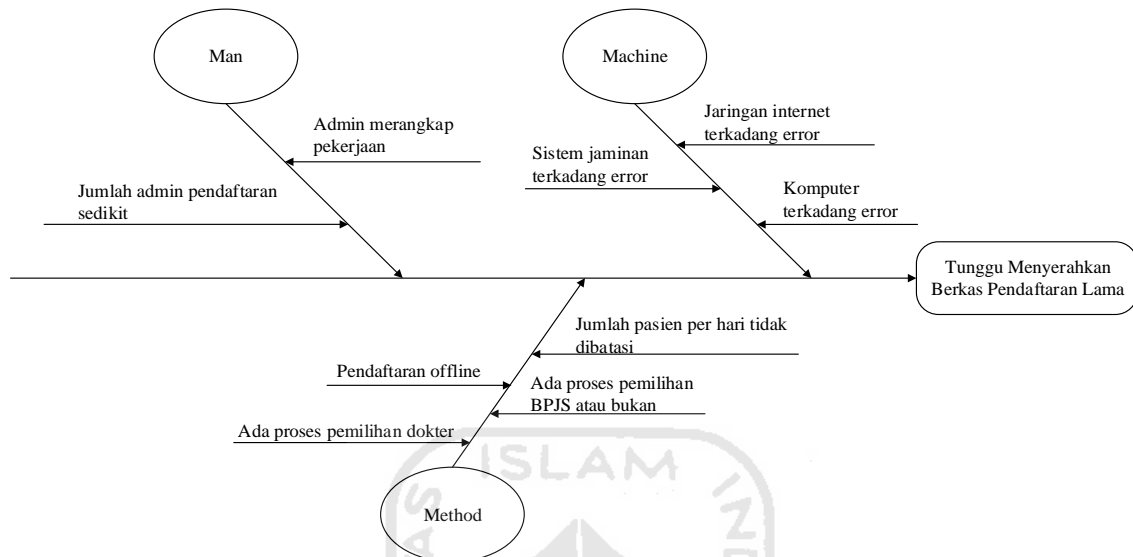 Man
Machine
Admin merangkap
pekerjaan
Jaringan internet
terkadang error
Sistem jaminan
terkadang error
Jumlah admin pendaftaran
sedikit
Komputer
terkadang error
Tunggu Menyerahkan
Berkas Pendaftaran Lama
Jumlah pasien per hari tidak
dibatasi
Pendaftaran offline
Ada proses pemilihan
BPJS atau bukan
Ada proses pemilihan dokter
ISLAM
Method